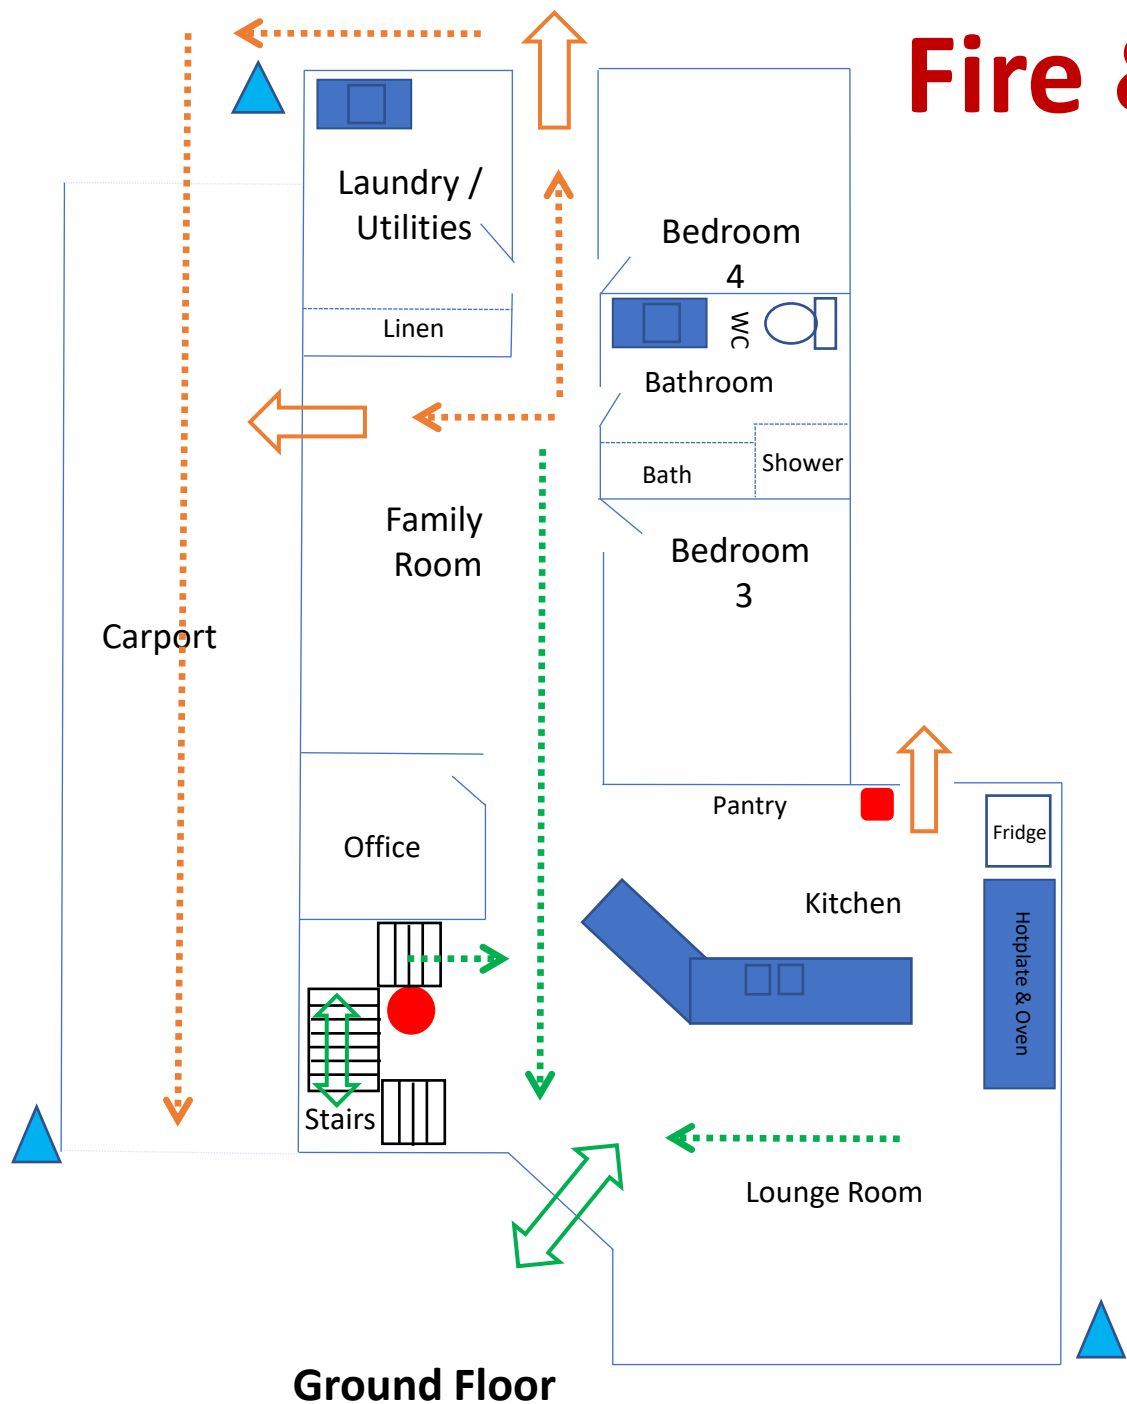 Fire &
Laundry /
Utilities
Bedroom
4
Linen
WC
Bathroom
Shower
Bath
Family
Room
Bedroom
3
Carport
Pantry
Fridge
Office
Kitchen
Hotplate & Oven
Stairs
Lounge Room
Ground Floor